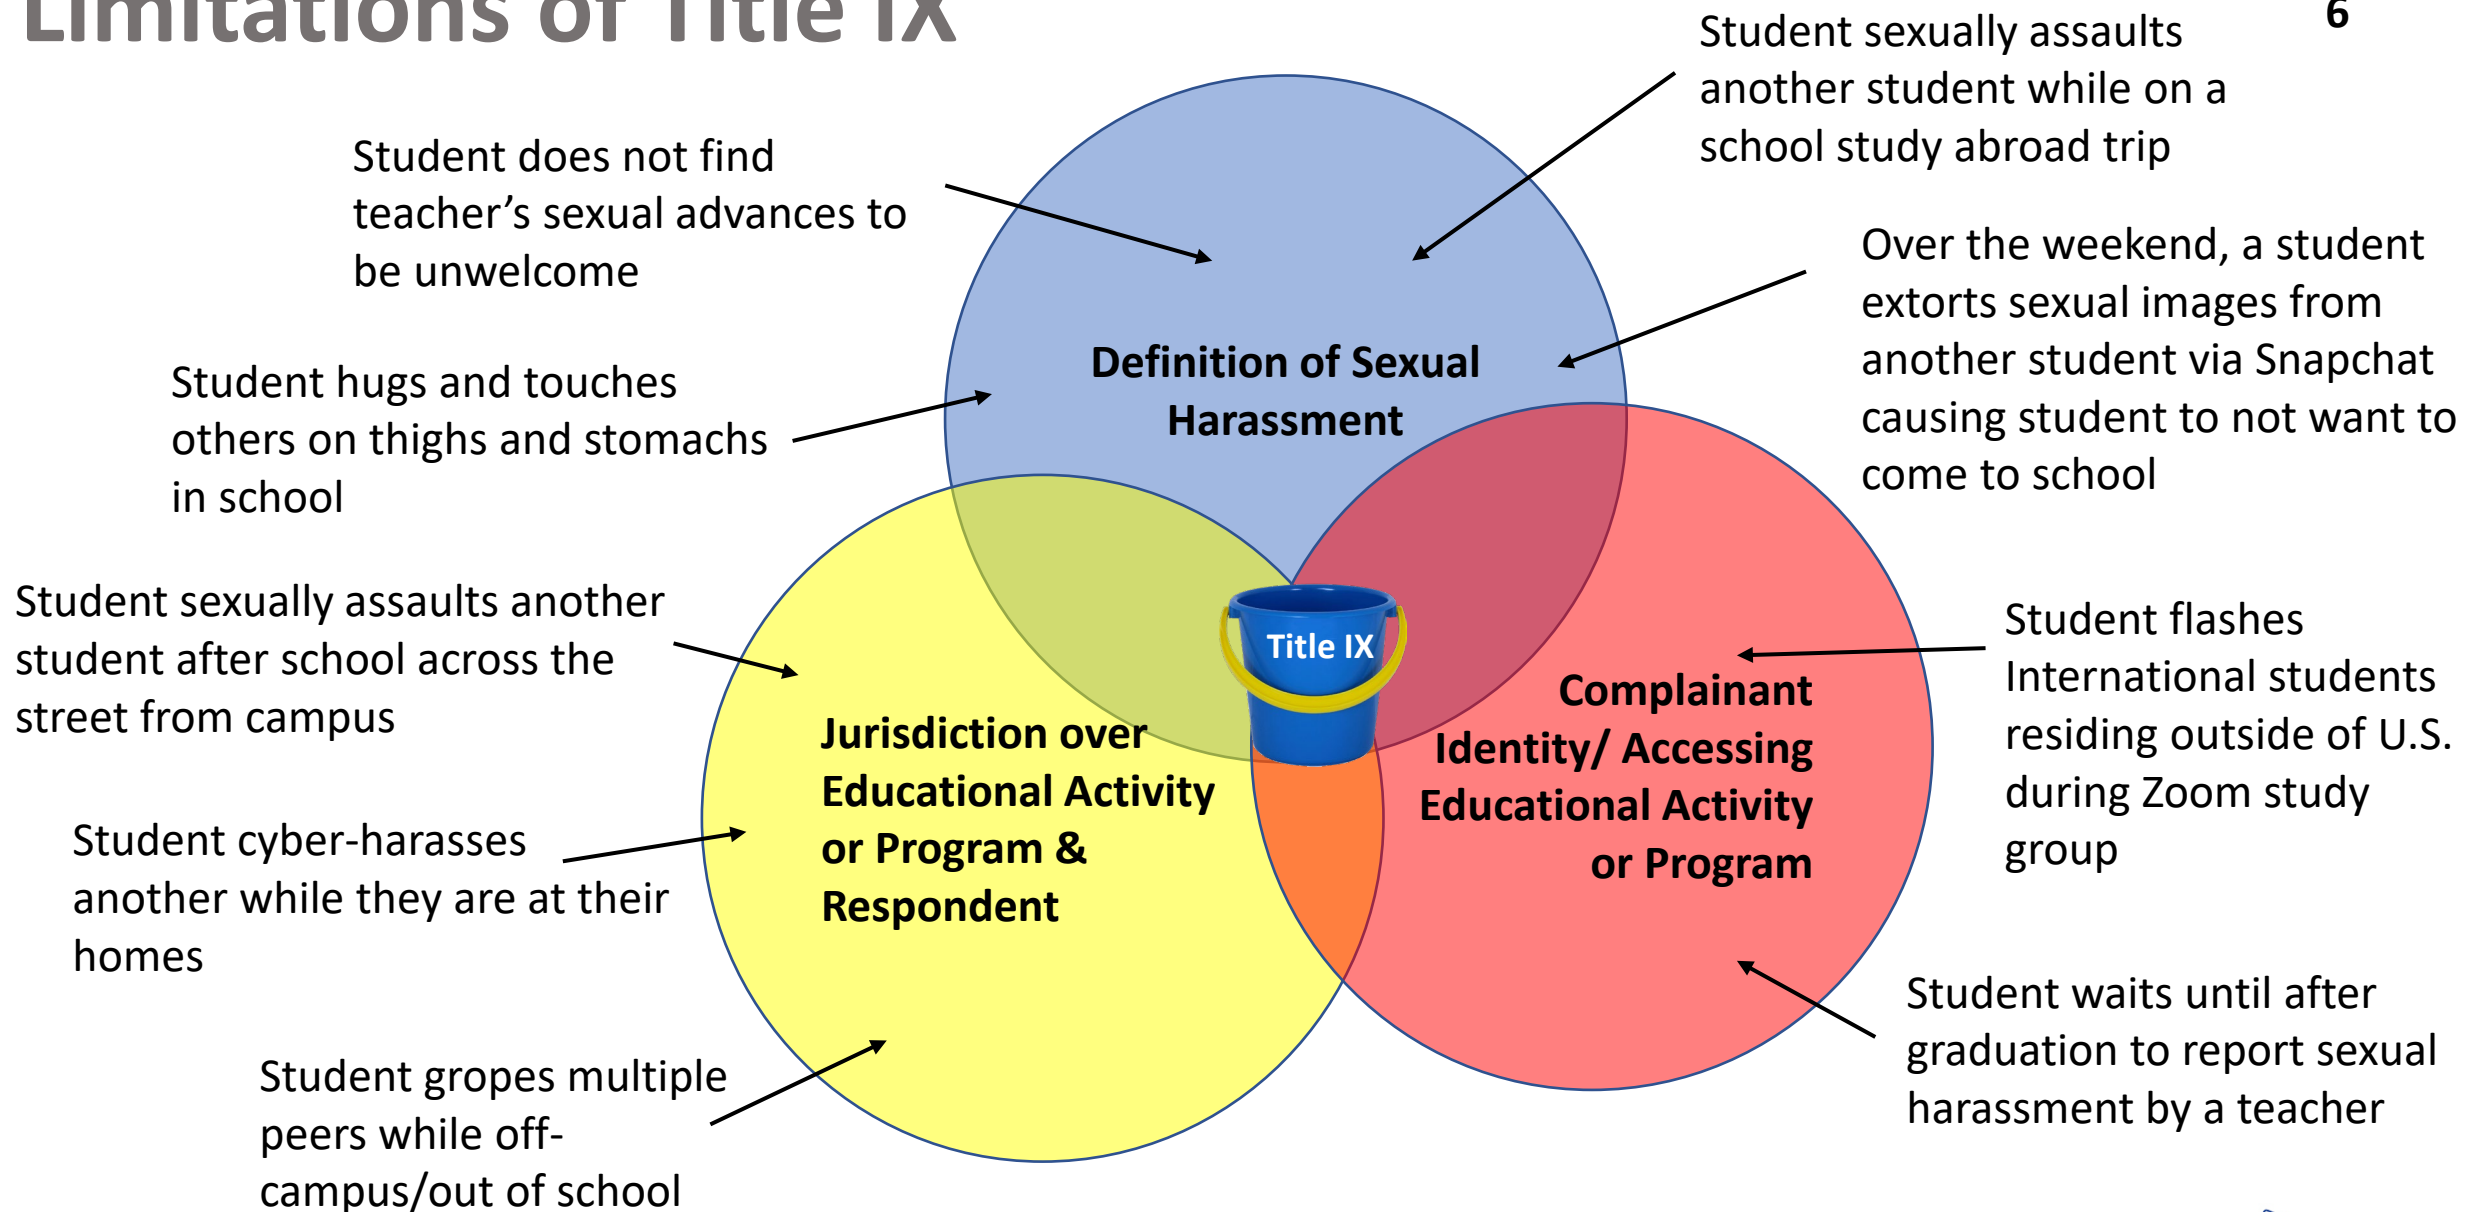 Limitations of Title IX
6
Student sexually assaults
another student while on a
school study abroad trip
Student does not find
teacher’s sexual advances to
be unwelcome
Over the weekend, a student
extorts sexual images from
another student via Snapchat
causing student to not want to
come to school
Definition of Sexual
Harassment
Student hugs and touches
others on thighs and stomachs
in school
Student sexually assaults another
student after school across the
street from campus
Title IX
Student flashes
International students
residing outside of U.S.
during Zoom study
group
Complainant
Identity/ Accessing
Educational Activity
or Program
Jurisdiction over
Educational Activity
or Program &
Respondent
Student cyber-harasses
another while they are at their
homes
Student waits until after
graduation to report sexual
harassment by a teacher
Student gropes multiple
peers while off-
campus/out of school